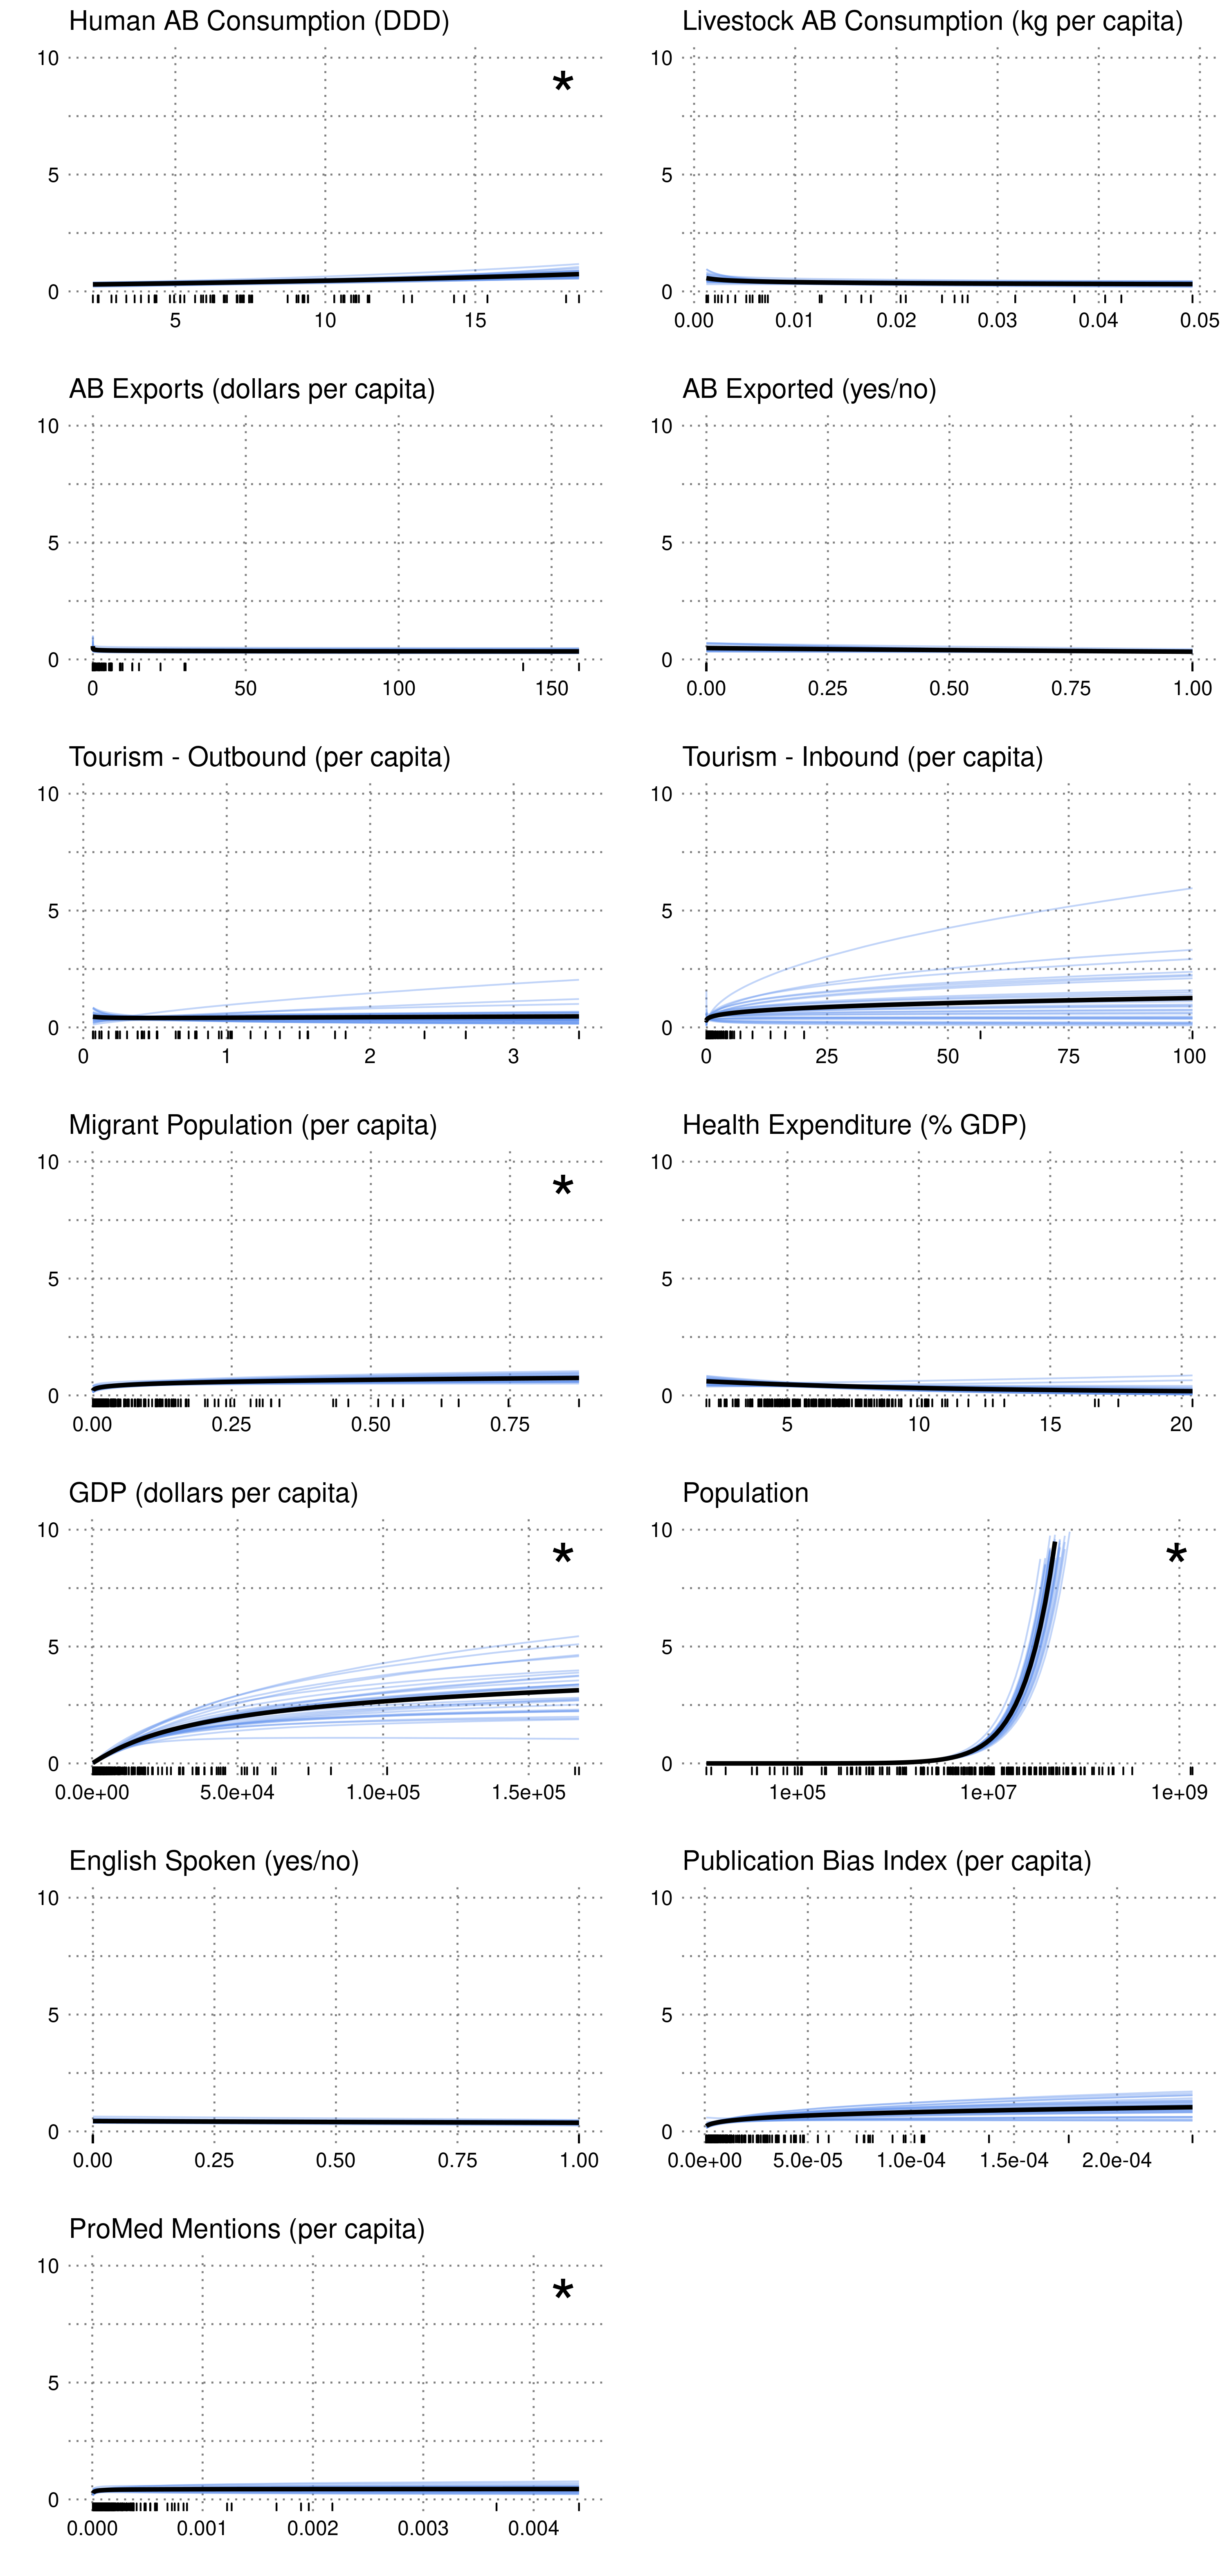 Human AB Consumption (DDD)
10
*
5
0
5 10 15
Livestock AB Consumption (kg per capita)
10
5
0
0.00 0.01 0.02 0.03 0.04 0.05
AB Exports (dollars per capita)
10
5
0
0 50 100 150
AB Exported (yes/no)
10
5
0
0.00 0.25 0.50 0.75 1.00
Tourism - Outbound (per capita)
10
5
0
0 1 2 3
Tourism - Inbound (per capita)
10
5
0
0 25 50 75 100
Migrant Population (per capita)
10
*
5
0
0.00 0.25 0.50 0.75
Health Expenditure (% GDP)
10
5
0
5 10 15 20
GDP (dollars per capita)
10
*
5
0
0.0e+00 5.0e+04 1.0e+05 1.5e+05
Population
10
*
5
0
1e+05 1e+07 1e+09
English Spoken (yes/no)
10
5
0
0.00 0.25 0.50 0.75 1.00
Publication Bias Index (per capita)
10
5
0
0.0e+00 5.0e-05 1.0e-04 1.5e-04 2.0e-04
ProMed Mentions (per capita)
10
*
5
0
0.000 0.001 0.002 0.003 0.004